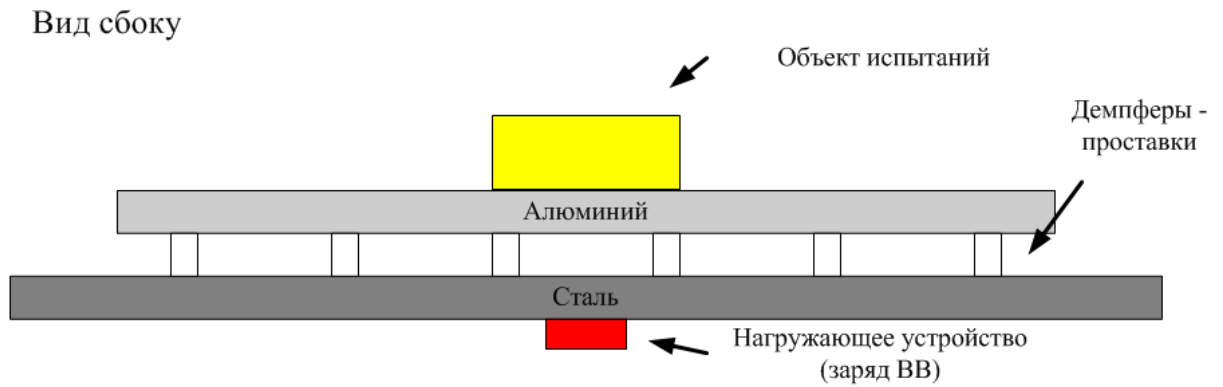 Вид сбоку
Объект испытаний
Демпферы -
проставки
Алюминий
Сталь
Нагружающее устройство
(заряд ВВ)